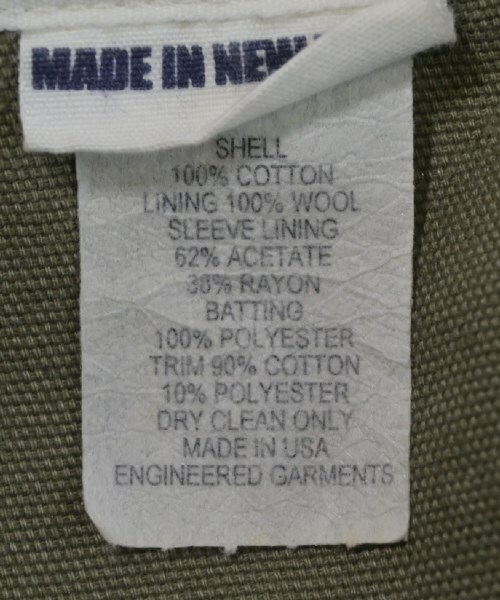 MADE IN NEW
SHELL
100% COTTON
LINING 100% WOOL
SLEEVE LINING
62% ACETATE
38% RAYON
BATTING
100% POLYESTER
TRIM 90% COTTON
10% POLYESTER
DRY CLEAN ONLY
MADE IN USA
ENGINEERED GARMENTS